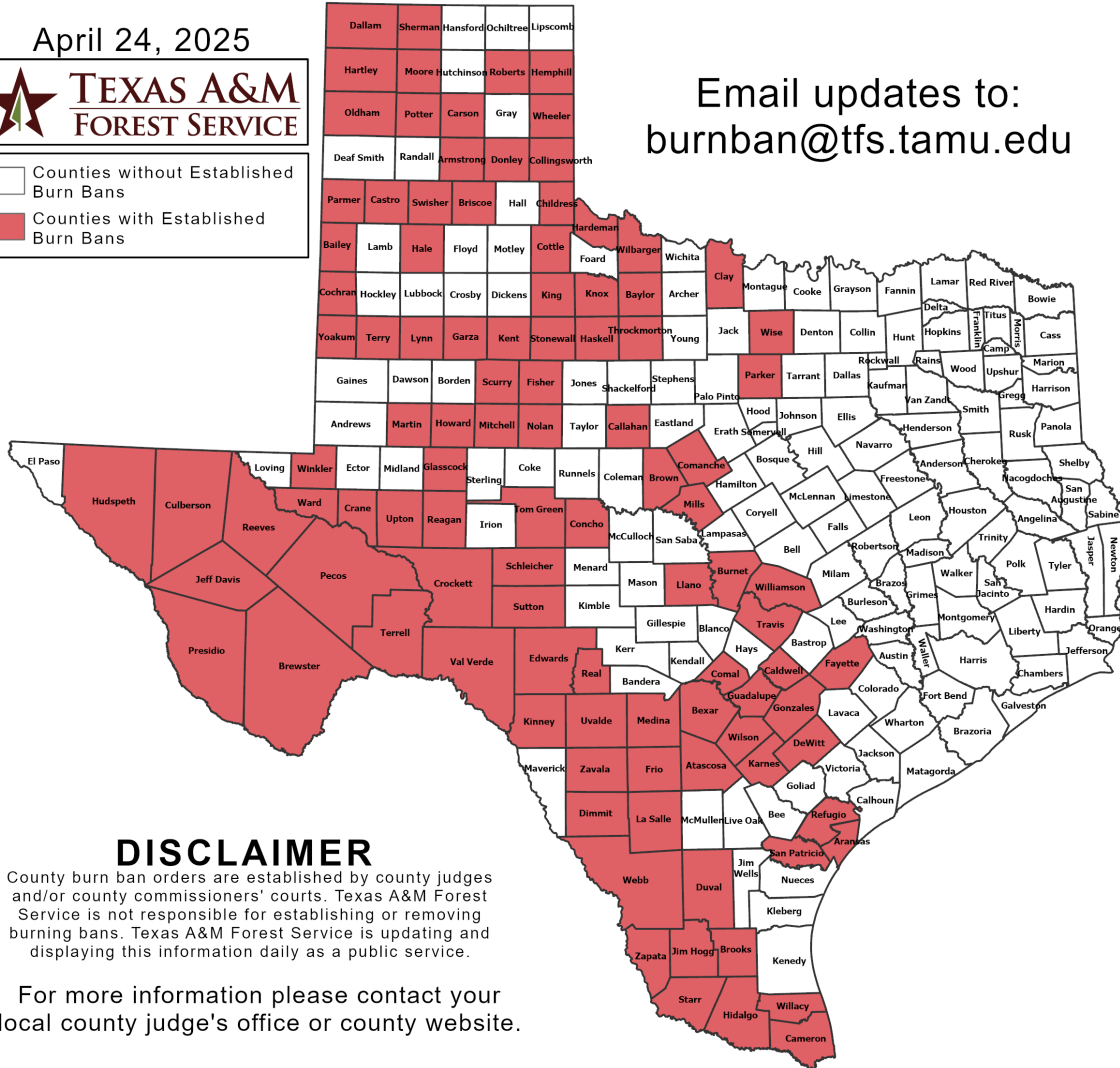 April 24, 2025
TEXAS A&M
FOREST SERVICE
Counties without Established
Burn Bans
Counties with Established
Burn Bans
Email updates to:
burnban@tfs.tamu.edu
Dallam Sherman Hansford Ochiltree Lipscomb
Hartley Moore Hutchinson Roberts Hemphill
Oldham Potter Carson Gray Wheeler
Deaf Smith Randall Armstrong Donley Collingsworth
Parmer Castro Swisher Briscoe Hall Childress
Hardeman
Bailey Lamb Hale Floyd Motley Cottle Foard Wilbarger Wichita Clay
Montague Cooke Grayson Fannin Lamar Red River Bowie
Cochran Hockley Lubbock Crosby Dickens King Knox Baylor Archer
Delta Titus Franklin Morris
Yoakum Terry Lynn Garza Kent Stonewall Haskell Throckmorton Young Jack Wise Denton Collin Hunt Hopkins Cass
Camp
Rockwall Rains Wood Upshur Marion
Gaines Dawson Borden Scurry Fisher Jones Shackelford Stephens Palo Pinto Parker Tarrant Dallas Kaufman Van Zandt Gregg Harrison
Andrews Martin Howard Mitchell Nolan Taylor Callahan Eastland Erath Hood Somervell Johnson Ellis Henderson Smith Rusk Panola
El Paso Loving Winkler Ector Midland Glasscock Sterling Coke Runnels Coleman Brown Comanche Hamilton Bosque Hill Navarro Freestone Anderson Cherokee Nacogdoches Shelby
San
Augustine
Sabine
Hudspeth Culberson Reeves Ward Crane Upton Reagan Irion Tom Green Concho McCulloch San Saba Mills Lampasas Coryell McLennan Limestone Falls Leon Houston Angelina
Trinity
Jeff Davis Pecos Crockett Schleicher Menard Mason Llano Burnet Bell Milam Robertson Madison Walker San
Jacinto
Polk Tyler Jasper Newton
Sutton Kimble Gillespie Blanco Williamson Travis Burleson Brazos Grimes Montgomery Liberty Hardin Orange
Presidio Brewster Terrell Val Verde Edwards Real Kerr Kendall Bandera Hays Comal Caldwell Bastrop Lee Washington Fayette Austin Waller Harris Chambers Jefferson
Kinney Uvalde Medina Bexar Guadalupe Gonzales Lavaca Colorado Wharton Fort Bend Brazoria Galveston
Maverick Zavala Frio Atascosa Wilson Karnes DeWitt Victoria Jackson Matagorda
Dimmit La Salle McMullen Live Oak Bee Goliad Refugio Calhoun Aransas
Webb Duval Jim
Wells
San Patricio Nueces
Kleberg
Zapata Jim Hogg Brooks Kenedy
Starr Hidalgo Willacy
Cameron
DISCLAIMER
County burn ban orders are established by county judges
and/or county commissioners' courts. Texas A&M Forest
Service is not responsible for establishing or removing
burning bans. Texas A&M Forest Service is updating and
displaying this information daily as a public service.
For more information please contact your
local county judge's office or county website.